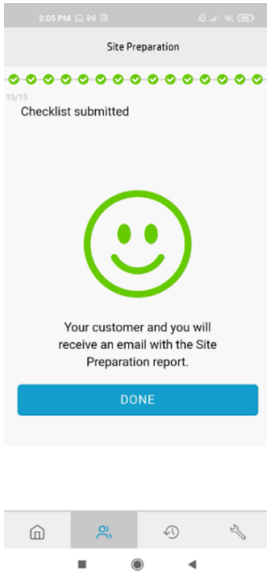 3:05 PM
Site Preparation
15/15
Checklist submitted
Your customer and you will
receive an email with the Site
Preparation report.
DONE